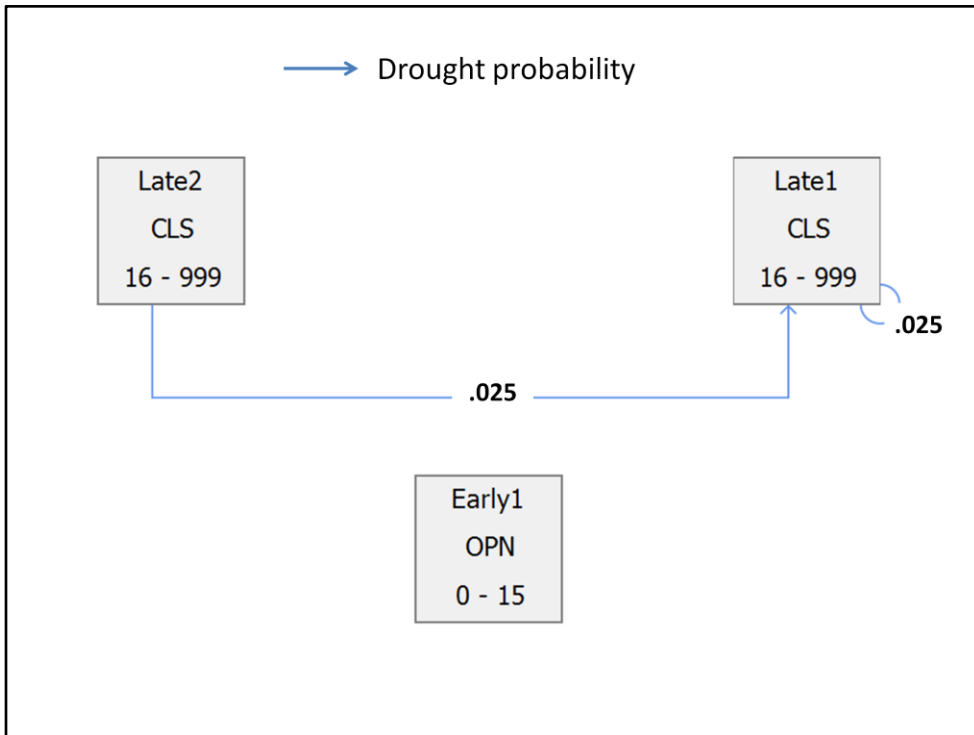 Drought probability
Late2
CLS
16 - 999
Late1
CLS
16 - 999
.025
.025
Early1
OPN
0 - 15